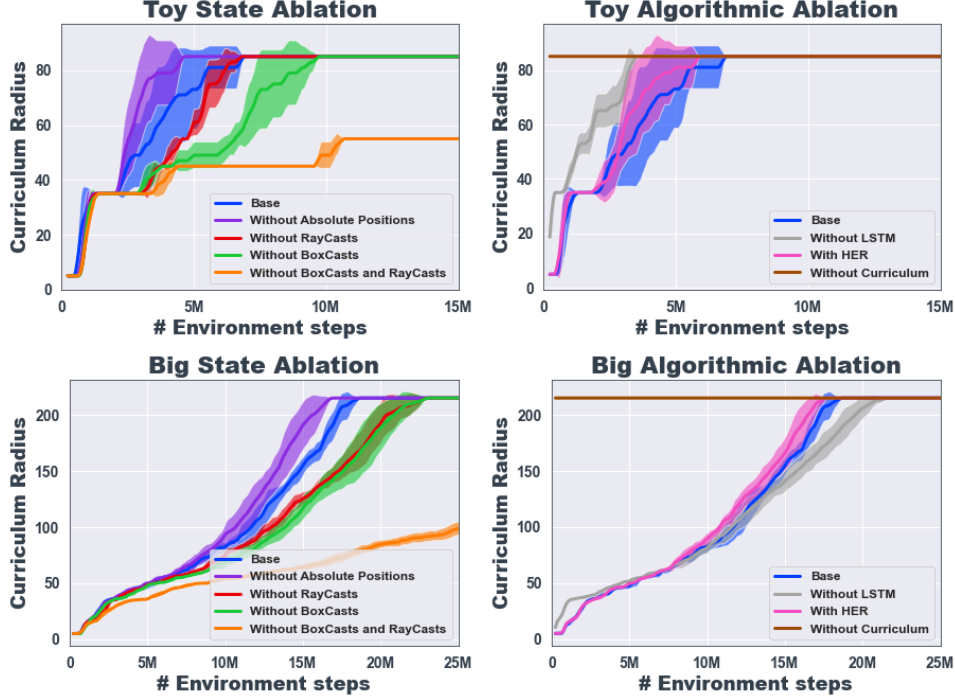 Toy State Ablation
Curriculum Radius
80
60
40
20
0
Base
Without Absolute Positions
Without RayCasts
Without BoxCasts
Without BoxCasts and RayCasts
0 5M 10M 15M
# Environment steps
Toy Algorithmic Ablation
Curriculum Radius
80
60
40
20
0
Base
Without LSTM
With HER
Without Curriculum
0 5M 10M 15M
# Environment steps
Big State Ablation
Curriculum Radius
200
150
100
50
0
Base
Without Absolute Positions
Without RayCasts
Without BoxCasts
Without BoxCasts and RayCasts
0 5M 10M 15M 20M 25M
# Environment steps
Big Algorithmic Ablation
Curriculum Radius
200
150
100
50
0
Base
Without LSTM
With HER
Without Curriculum
0 5M 10M 15M 20M 25M
# Environment steps